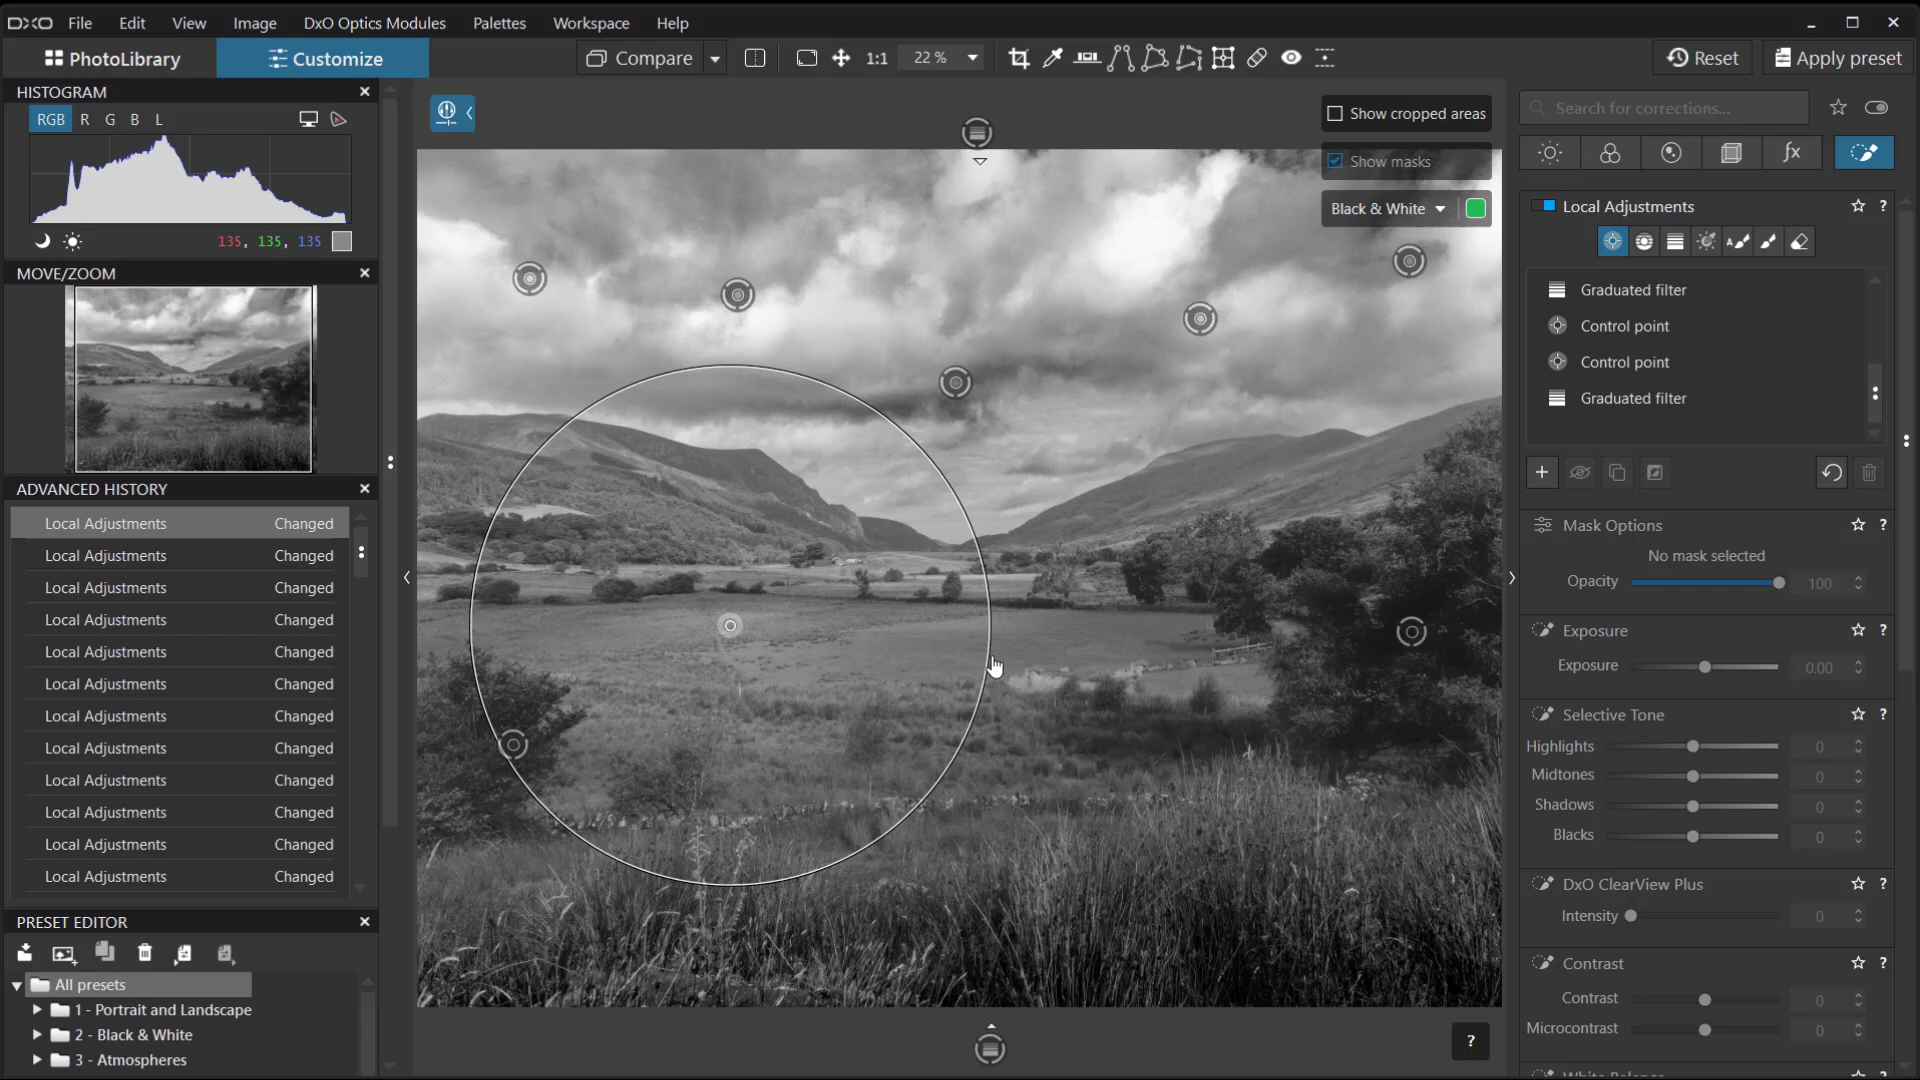 DXO File Edit View Image DxO Optics Modules Palettes Workspace Help
PhotoLibrary Customize Compare 1:1 22 % Reset Apply preset
HISTOGRAM
RGB R G B L
135, 135, 135
MOVE/ZOOM
ADVANCED HISTORY
Local Adjustments Changed
Local Adjustments Changed
Local Adjustments Changed
Local Adjustments Changed
Local Adjustments Changed
Local Adjustments Changed
Local Adjustments Changed
Local Adjustments Changed
Local Adjustments Changed
Local Adjustments Changed
Local Adjustments Changed
Local Adjustments Changed
PRESET EDITOR
All presets
1 - Portrait and Landscape
2 - Black & White
3 - Atmospheres
Show cropped areas
Show masks
Black & White
?
Search for corrections...
fx
Local Adjustments ?
A
Graduated filter
Control point
Control point
Graduated filter
Mask Options ?
No mask selected
Opacity 100
Exposure ?
Exposure 0.00
Selective Tone ?
Highlights 0
Midtones 0
Shadows 0
Blacks 0
DxO ClearView Plus ?
Intensity 0
Contrast ?
Contrast 0
Microcontrast 0
White Balance ?